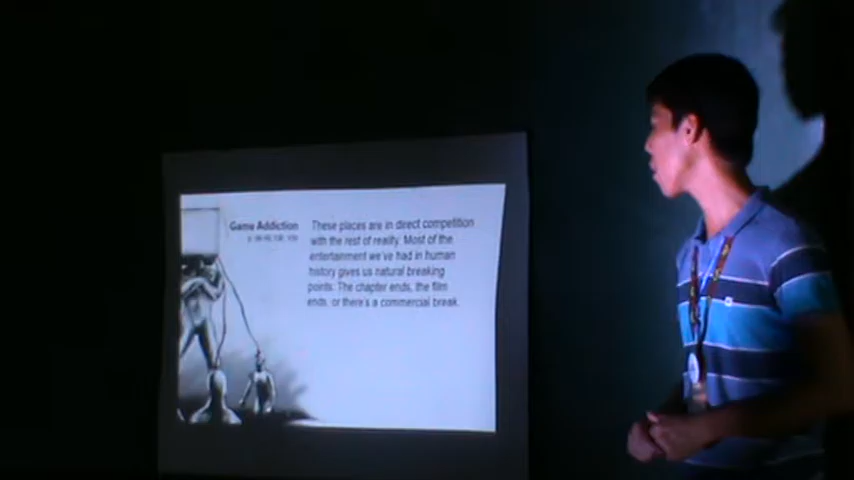 Game Addiction
These places are in direct competition
with the rest of reality. Most of the
entertainment we've had in human
history gives us natural breaking
points: The chapter ends, the film
ends, or there's a commercial break.